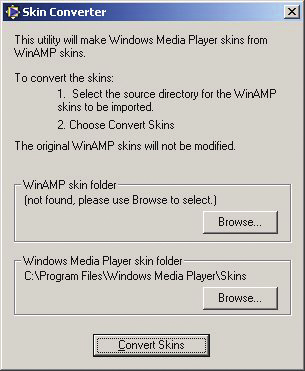 Skin Converter
This utility will make Windows Media Player skins from
WinAMP skins.
To convert the skins:
1.  Select the source directory for the WinAMP
skins to be imported.
2. Choose Convert Skins
The original WinAMP skins will not be modified.
WinAMP skin folder
(not found, please use Browse to select.)
Browse...
Windows Media Player skin folder
C:\Program Files\Windows Media Player\Skins
Browse...
Convert Skins